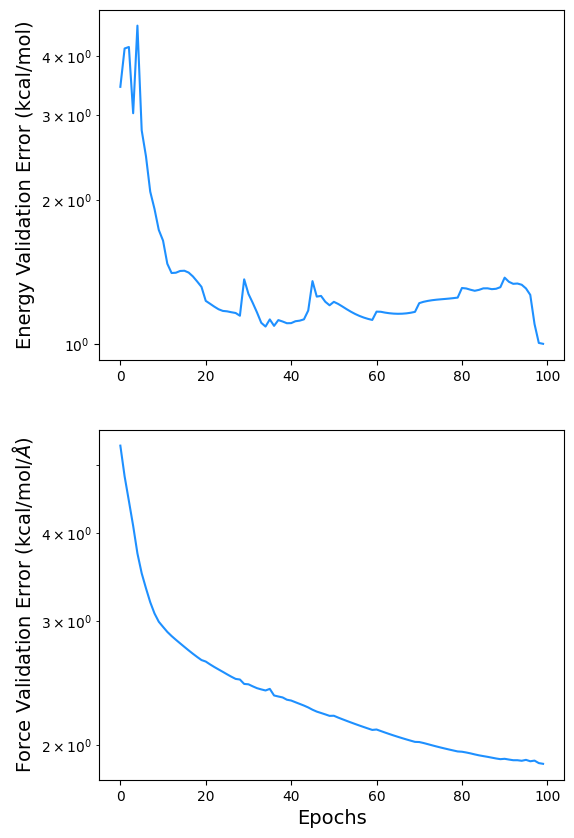 Energy Validation Error (kcal/mol)
4 × 10⁰
3 × 10⁰
2 × 10⁰
10⁰
0 20 40 60 80 100
Force Validation Error (kcal/mol/Å)
4 × 10⁰
3 × 10⁰
2 × 10⁰
0 20 40 60 80 100
Epochs